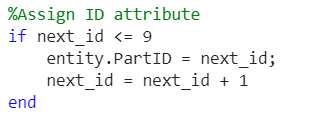 %Assign ID attribute
if next_id <= 9
    entity.PartID = next_id;
    next_id = next_id + 1
end